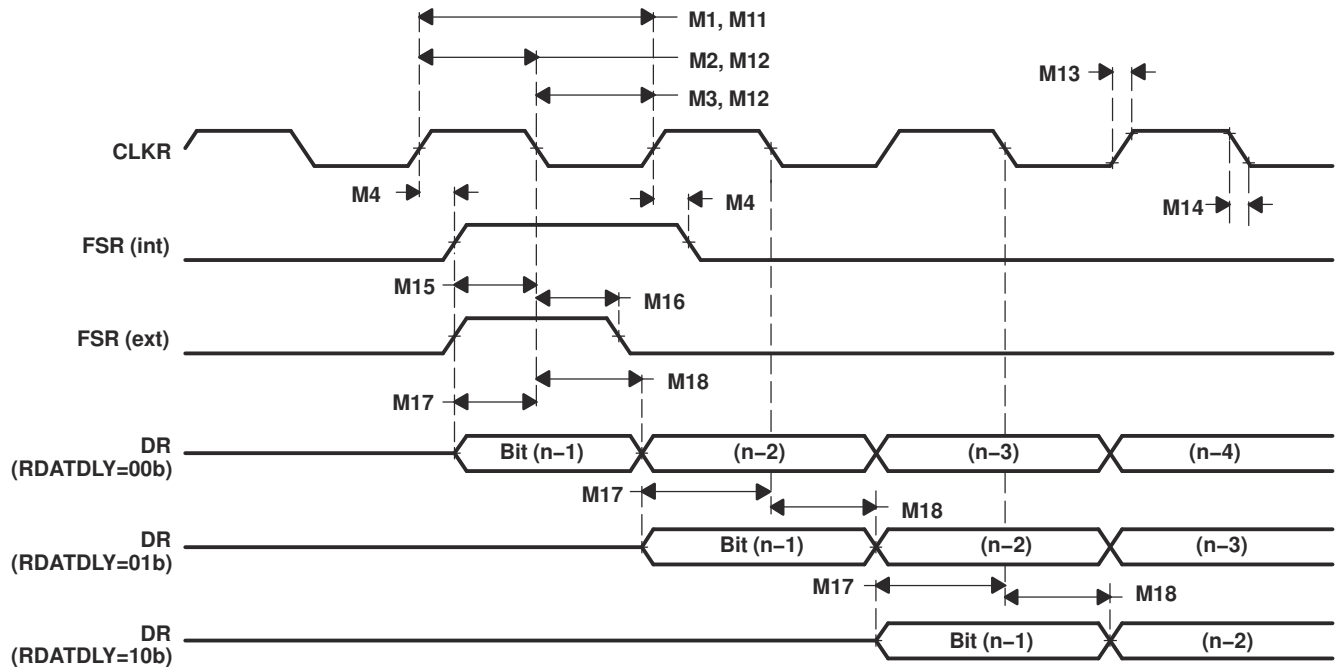 M1, M11
M2, M12
M13
M3, M12
CLKR
M4
M4
M14
FSR (int)
M15
M16
FSR (ext)
M18
M17
DR
(RDATDLY=00b)
Bit (n−1)
(n−2)
(n−3)
(n−4)
M17
M18
DR
(RDATDLY=01b)
Bit (n−1)
(n−2)
(n−3)
M17
M18
DR
(RDATDLY=10b)
Bit (n−1)
(n−2)